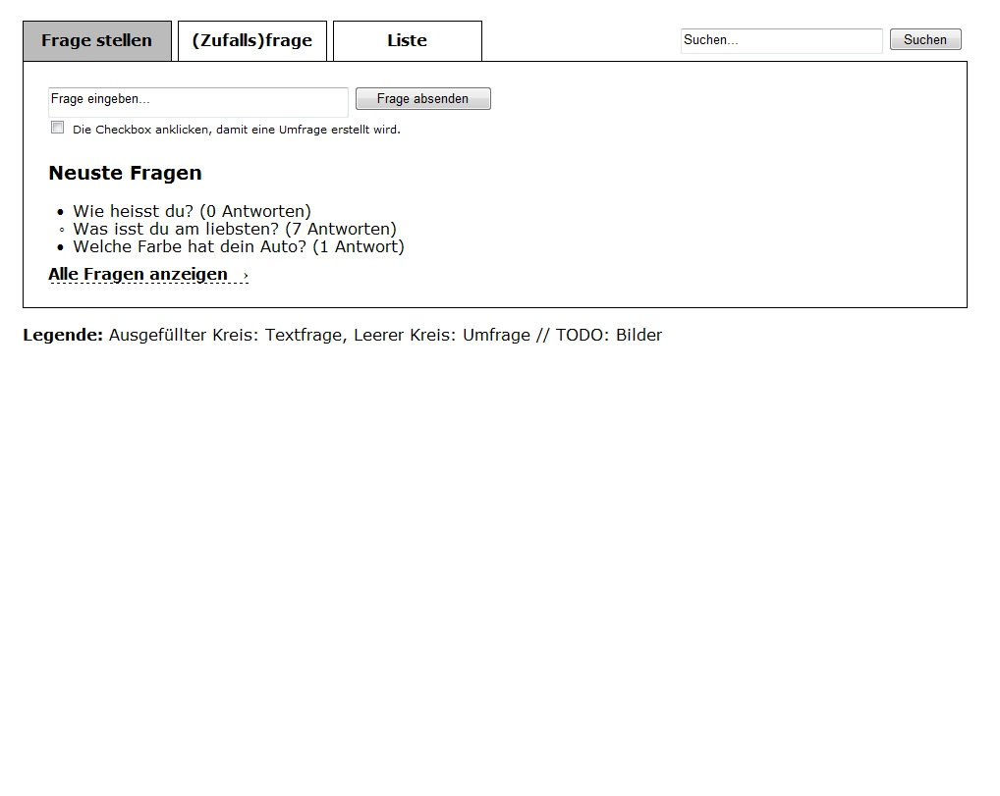 Frage stellen (Zufalls)frage Liste Suchen... Suchen
Frage eingeben... Frage absenden
Die Checkbox anklicken, damit eine Umfrage erstellt wird.
Neuste Fragen
• Wie heisst du? (0 Antworten)
◦ Was isst du am liebsten? (7 Antworten)
• Welche Farbe hat dein Auto? (1 Antwort)
Alle Fragen anzeigen ›
Legende: Ausgefüllter Kreis: Textfrage, Leerer Kreis: Umfrage // TODO: Bilder